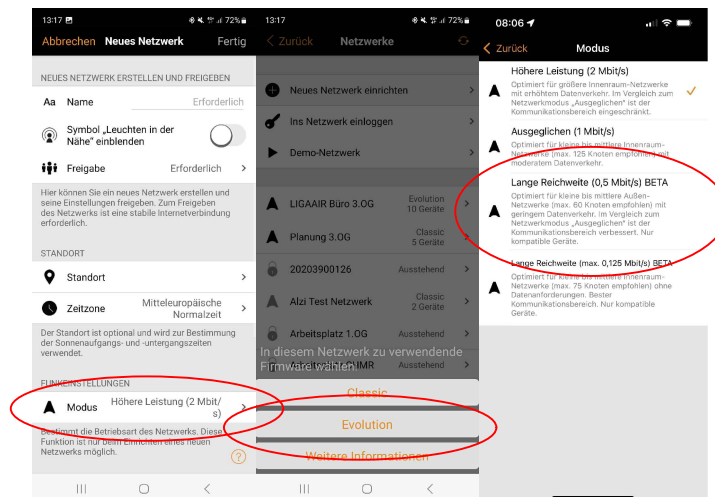 13:17
72%
Abbrechen Neues Netzwerk Fertig
NEUES NETZWERK ERSTELLEN UND FREIGEBEN
Aa Name Erforderlich
Symbol „Leuchten in der
Nähe" einblenden
Freigabe Erforderlich
Hier können Sie ein neues Netzwerk erstellen und
seine Einstellungen freigeben. Zum Freigeben
des Netzwerks ist eine stabile Internetverbindung
erforderlich.
STANDORT
Standort
Zeitzone Mitteleuropäische
Normalzeit
Der Standort ist optional und wird zur Bestimmung
der Sonnenaufgangs- und -untergangszeiten
verwendet.
FUNKEINSTELLUNGEN
Modus Höhere Leistung (2 Mbit/
s)
Bestimmt die Betriebsart des Netzwerks. Diese
Funktion ist nur beim Einrichten eines neuen
Netzwerks möglich.
?
13:17
72%
Zurück Netzwerke
Neues Netzwerk einrichten
Ins Netzwerk einloggen
Demo-Netzwerk
LIGAAIR Büro 3.OG Evolution
10 Geräte
Planung 3.OG Classic
5 Geräte
20203900126 Ausstehend
Alzi Test Netzwerk Classic
2 Geräte
Arbeitsplatz 1.OG Ausstehend
In diesem Netzwerk zu verwendende
Firmware wählen.
Ausstehend
Classic
Evolution
Weitere Informationen
08:06
Zurück Modus
Höhere Leistung (2 Mbit/s)
Optimiert für größere Innenraum-Netzwerke
mit erhöhtem Datenverkehr. Im Vergleich zum
Netzwerkmodus „Ausgeglichen" ist der
Kommunikationsbereich eingeschränkt.
Ausgeglichen (1 Mbit/s)
Optimiert für kleine bis mittlere Innenraum-
Netzwerke (max. 125 Knoten empfohlen) mit
moderatem Datenverkehr.
Lange Reichweite (0,5 Mbit/s) BETA
Optimiert für kleine bis mittlere Außen-
Netzwerke (max. 60 Knoten empfohlen) mit
geringem Datenverkehr. Im Vergleich zum
Netzwerkmodus „Ausgeglichen" ist der
Kommunikationsbereich verbessert. Nur
kompatible Geräte.
Lange Reichweite (max. 0,125 Mbit/s) BETA
Optimiert für kleine bis mittlere Innenraum-
Netzwerke (max. 75 Knoten empfohlen) ohne
Datenanforderungen. Bester
Kommunikationsbereich. Nur kompatible
Geräte.